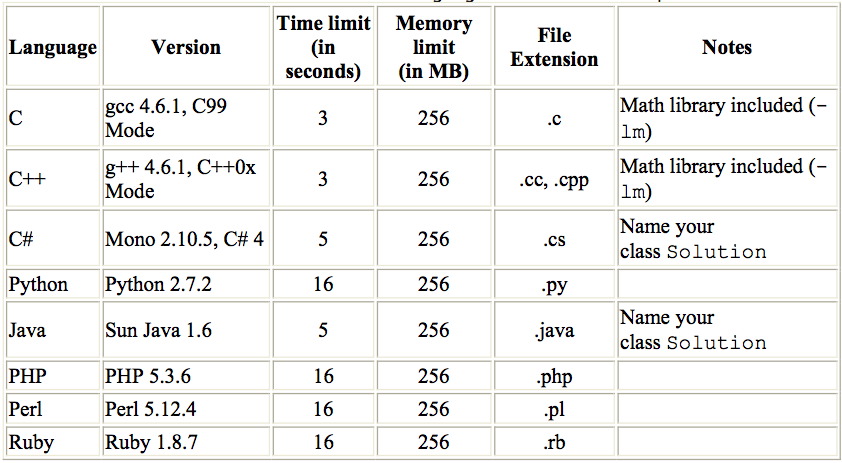 Language Version Time limit (in seconds) Memory limit (in MB) File Extension Notes
C gcc 4.6.1, C99 Mode 3 256 .c Math library included (-lm)
C++ g++ 4.6.1, C++0x Mode 3 256 .cc, .cpp Math library included (-lm)
C# Mono 2.10.5, C# 4 5 256 .cs Name your class Solution
Python Python 2.7.2 16 256 .py
Java Sun Java 1.6 5 256 .java Name your class Solution
PHP PHP 5.3.6 16 256 .php
Perl Perl 5.12.4 16 256 .pl
Ruby Ruby 1.8.7 16 256 .rb